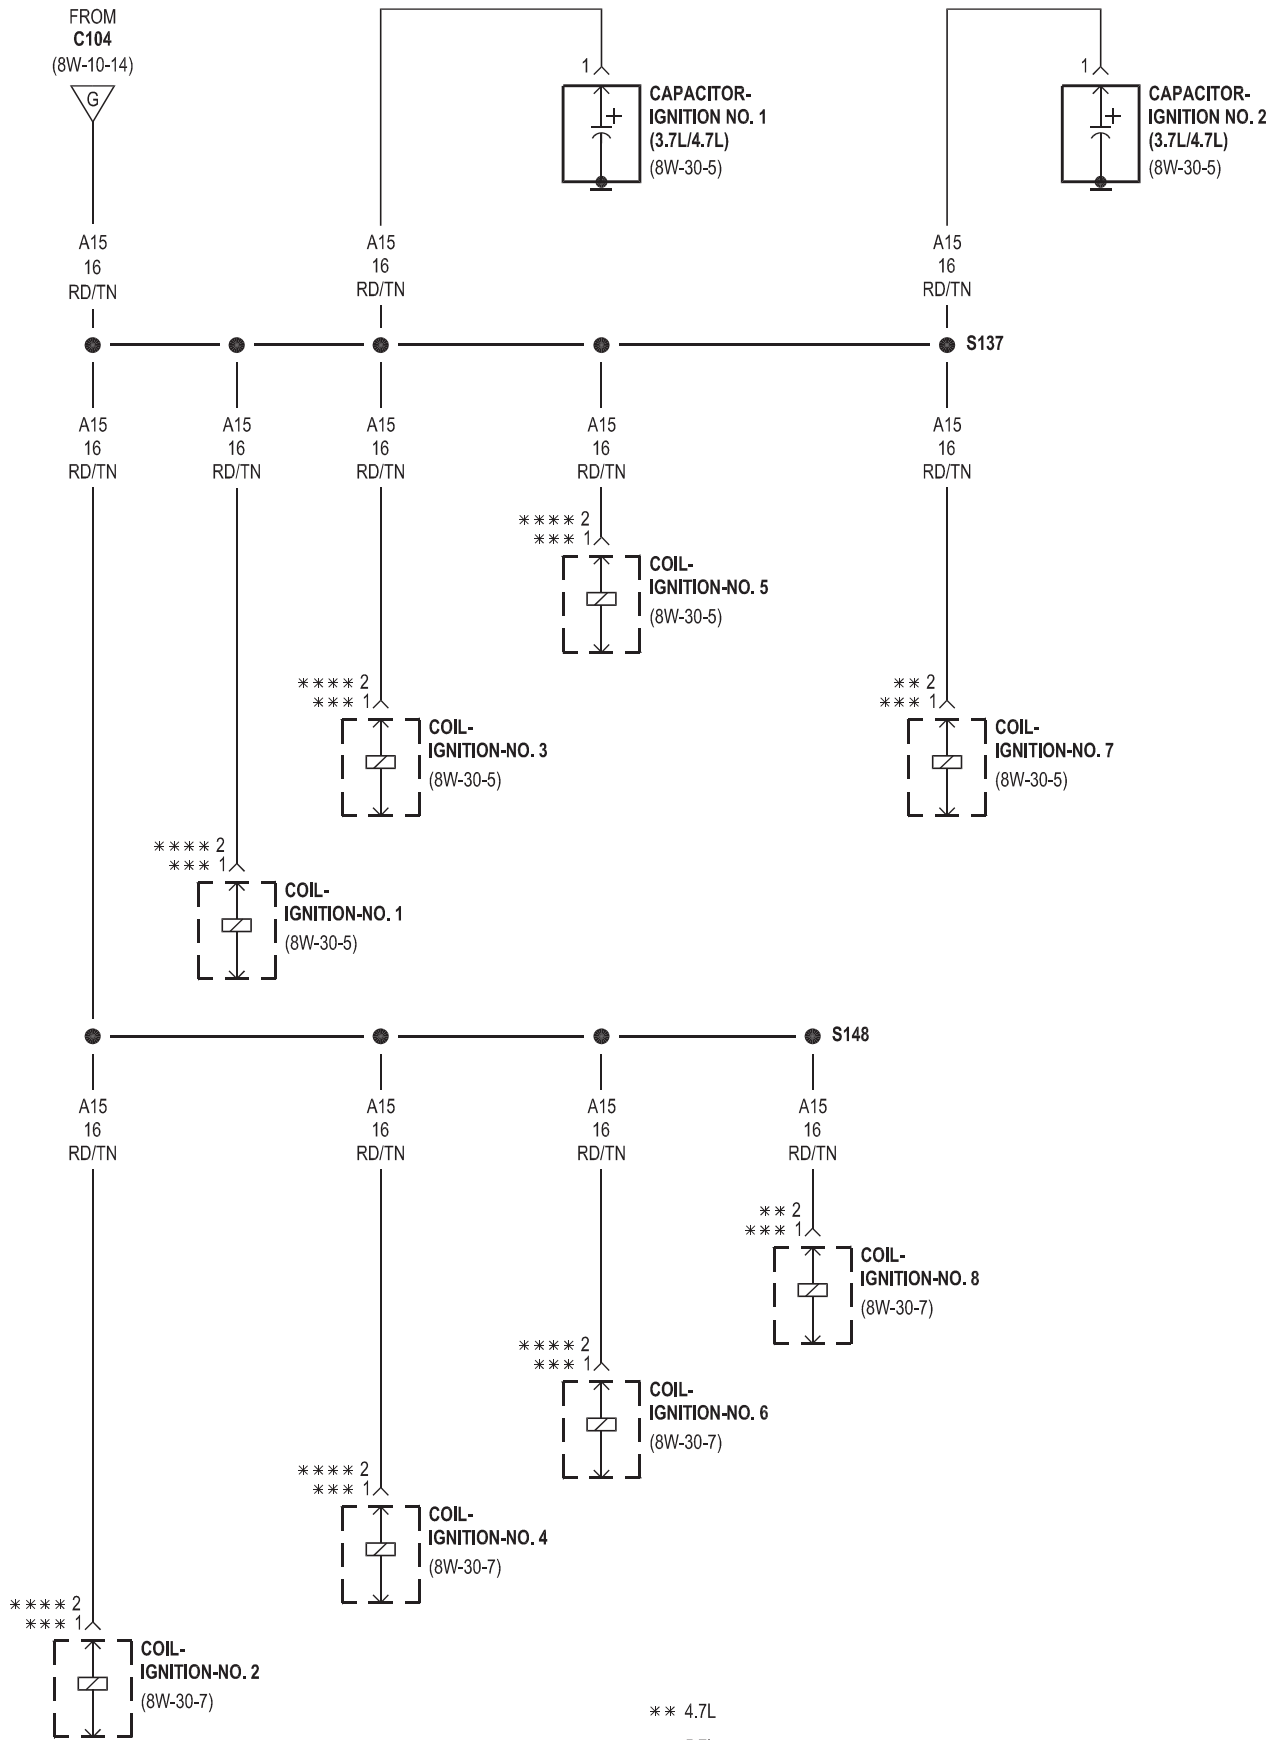 FROM
C104
(8W-10-14)
G
1
CAPACITOR-
IGNITION NO. 1
(3.7L/4.7L)
(8W-30-5)
1
CAPACITOR-
IGNITION NO. 2
(3.7L/4.7L)
(8W-30-5)
A15
16
RD/TN
A15
16
RD/TN
A15
16
RD/TN
S137
A15
16
RD/TN
A15
16
RD/TN
A15
16
RD/TN
A15
16
RD/TN
A15
16
RD/TN
**** 2
*** 1
COIL-
IGNITION-NO. 5
(8W-30-5)
**** 2
*** 1
COIL-
IGNITION-NO. 3
(8W-30-5)
** 2
*** 1
COIL-
IGNITION-NO. 7
(8W-30-5)
**** 2
*** 1
COIL-
IGNITION-NO. 1
(8W-30-5)
S148
A15
16
RD/TN
A15
16
RD/TN
A15
16
RD/TN
A15
16
RD/TN
** 2
*** 1
COIL-
IGNITION-NO. 8
(8W-30-7)
**** 2
*** 1
COIL-
IGNITION-NO. 6
(8W-30-7)
**** 2
*** 1
COIL-
IGNITION-NO. 4
(8W-30-7)
**** 2
*** 1
COIL-
IGNITION-NO. 2
(8W-30-7)
** 4.7L